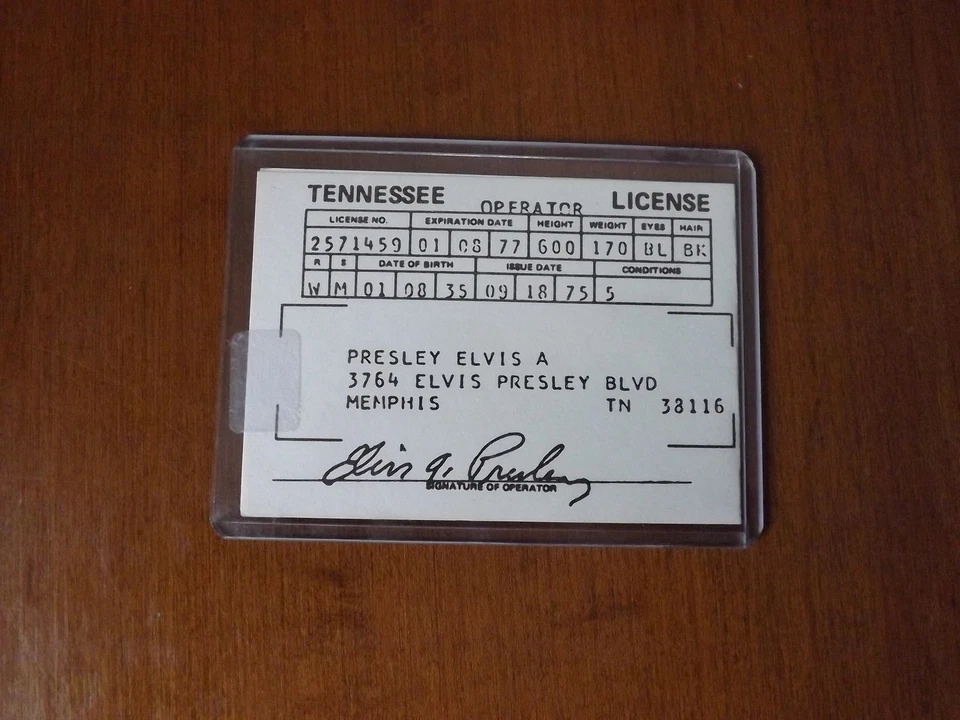 TENNESSEE OPERATOR LICENSE
LICENSE NO. EXPIRATION DATE HEIGHT WEIGHT EYES HAIR
2571459 01 08 77 600 170 BL BK
R S DATE OF BIRTH ISSUE DATE CONDITIONS
W M 01 08 35 09 18 75 5
PRESLEY ELVIS A
3764 ELVIS PRESLEY BLVD
MEMPHIS TN 38116
Elvis A. Presley
SIGNATURE OF OPERATOR